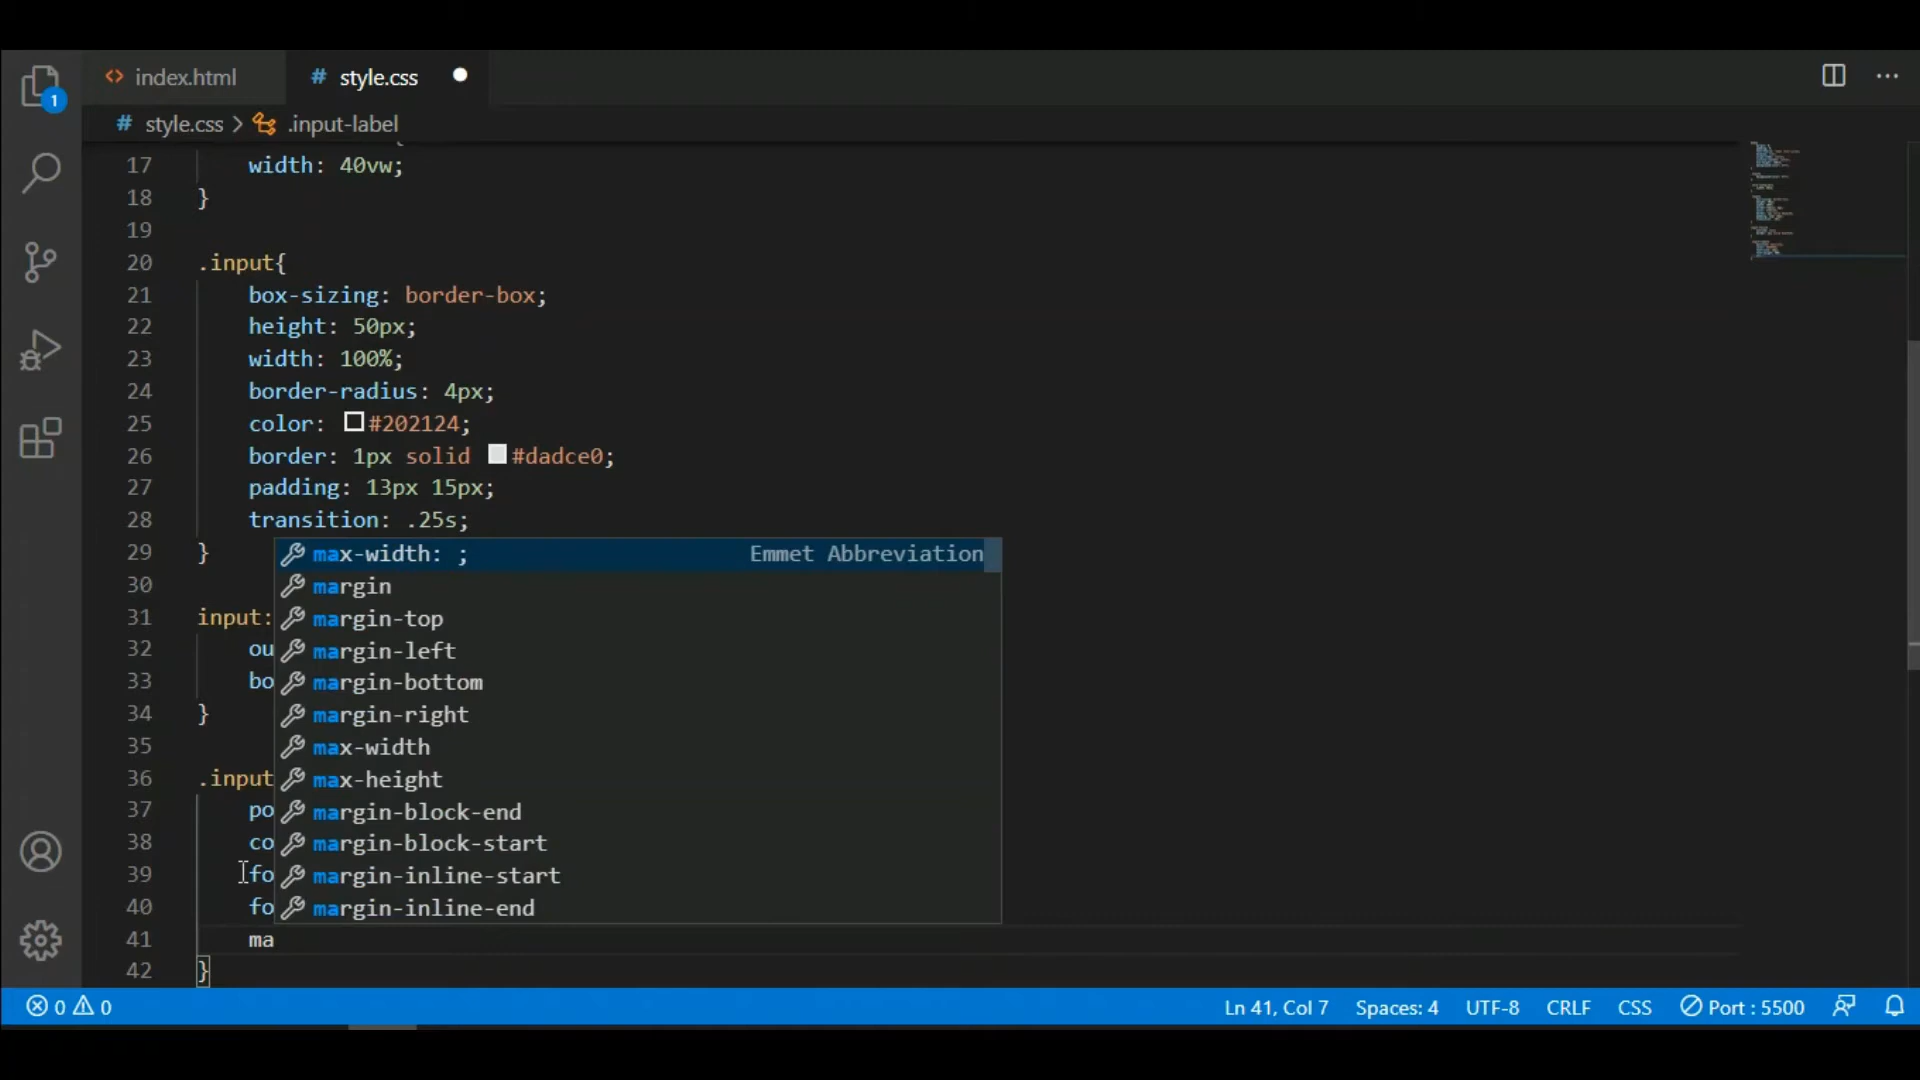 index.html
style.css
style.css > .input-label
17 width: 40vw;
18 }
19
20 .input{
21 box-sizing: border-box;
22 height: 50px;
23 width: 100%;
24 border-radius: 4px;
25 color: #202124;
26 border: 1px solid #dadce0;
27 padding: 13px 15px;
28 transition: .25s;
29 }
max-width: ; Emmet Abbreviation
30
margin
31 input:
margin-top
32 ou
margin-left
33 bo
margin-bottom
34 }
margin-right
35
max-width
36 .input
max-height
37 po
margin-block-end
38 co
margin-block-start
39 fo
margin-inline-start
40 fo
margin-inline-end
41 ma
42 }
1
0 0
Ln 41, Col 7
Spaces: 4
UTF-8
CRLF
CSS
Port : 5500